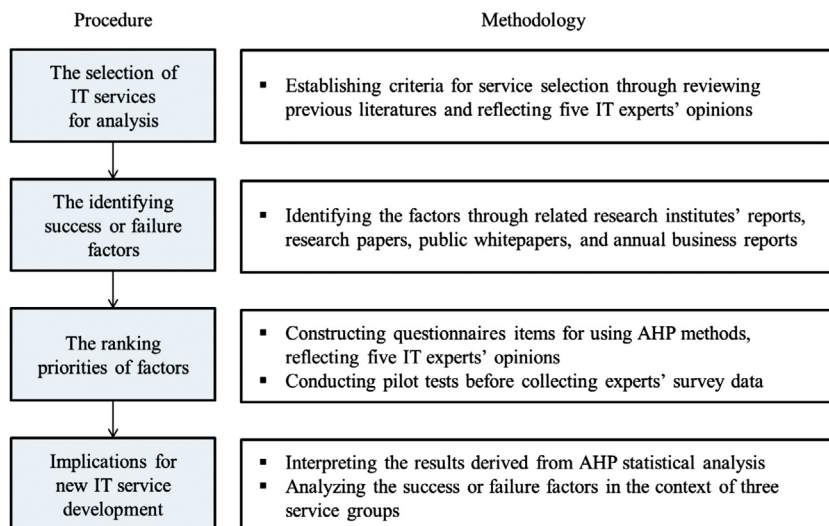 Procedure
Methodology
The selection of
IT services
for analysis
▪ Establishing criteria for service selection through reviewing
previous literatures and reflecting five IT experts' opinions
The identifying
success or failure
factors
▪ Identifying the factors through related research institutes' reports,
research papers, public whitepapers, and annual business reports
The ranking
priorities of factors
▪ Constructing questionnaires items for using AHP methods,
reflecting five IT experts' opinions
▪ Conducting pilot tests before collecting experts' survey data
Implications for
new IT service
development
▪ Interpreting the results derived from AHP statistical analysis
▪ Analyzing the success or failure factors in the context of three
service groups